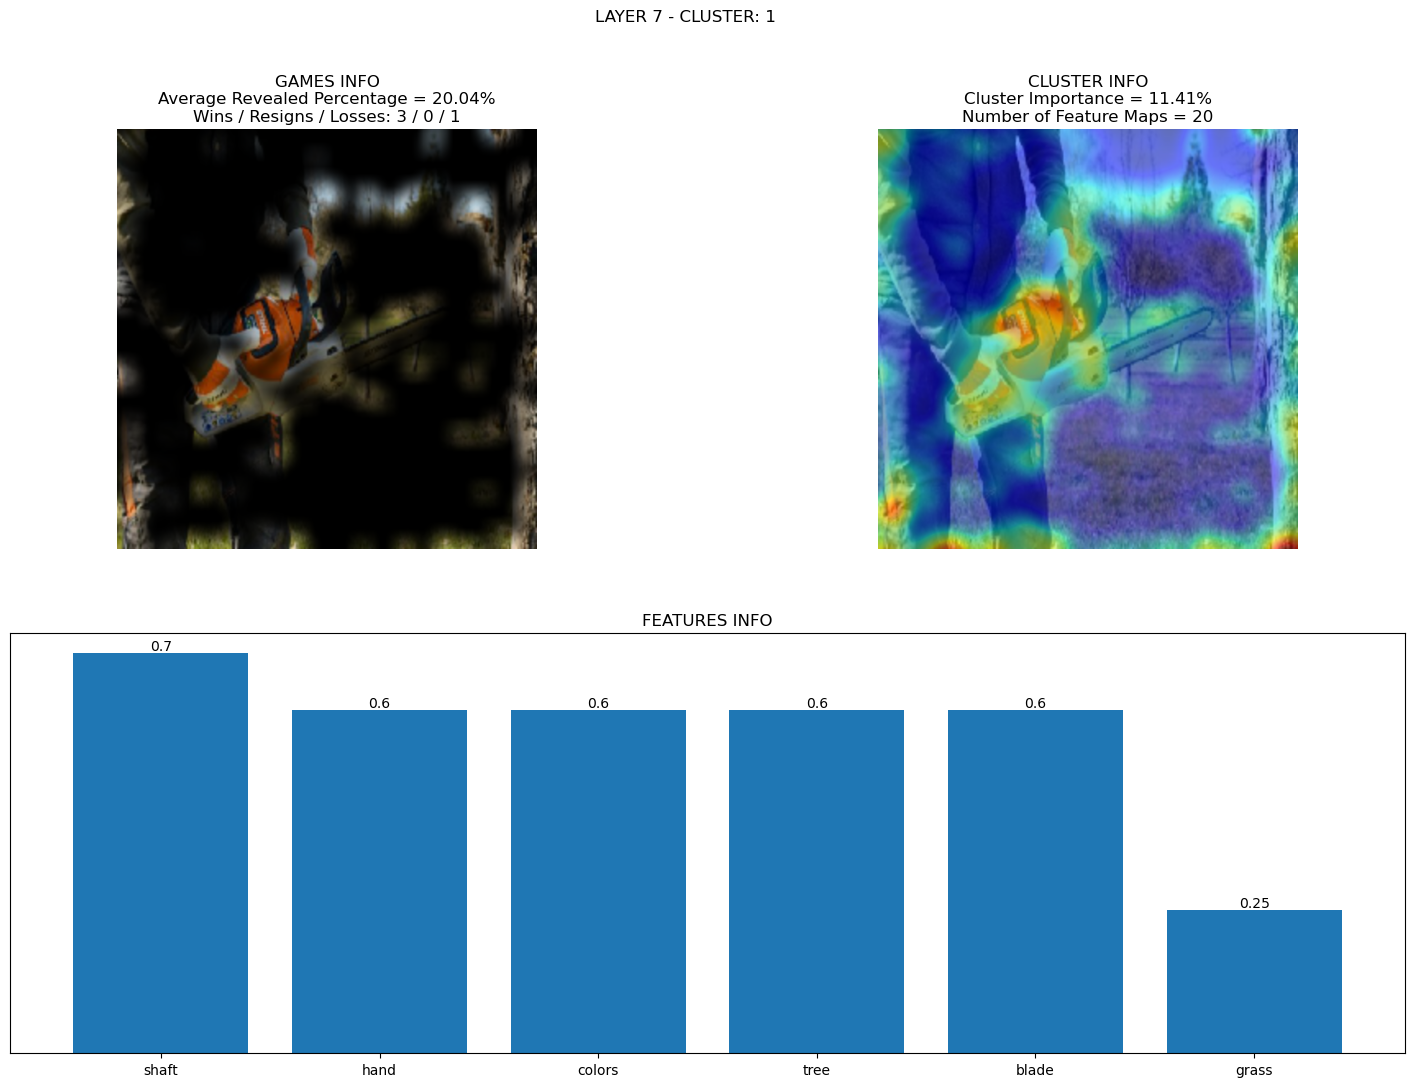 LAYER 7 - CLUSTER: 1
GAMES INFO
Average Revealed Percentage = 20.04%
Wins / Resigns / Losses: 3 / 0 / 1
CLUSTER INFO
Cluster Importance = 11.41%
Number of Feature Maps = 20
FEATURES INFO
0.7
0.6
0.6
0.6
0.6
0.25
shaft
hand
colors
tree
blade
grass